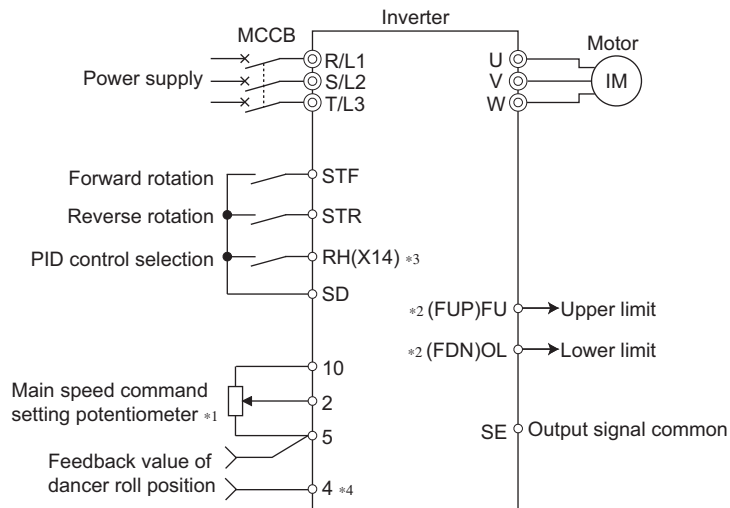 Inverter
MCCB
Motor
Power supply
R/L1
S/L2
T/L3
U
V
W
IM
Forward rotation
STF
Reverse rotation
STR
PID control selection
RH(X14) *3
SD
*2 (FUP)FU
Upper limit
*2 (FDN)OL
Lower limit
10
Main speed command
setting potentiometer *1
2
5
SE
Output signal common
Feedback value of
dancer roll position
4 *4